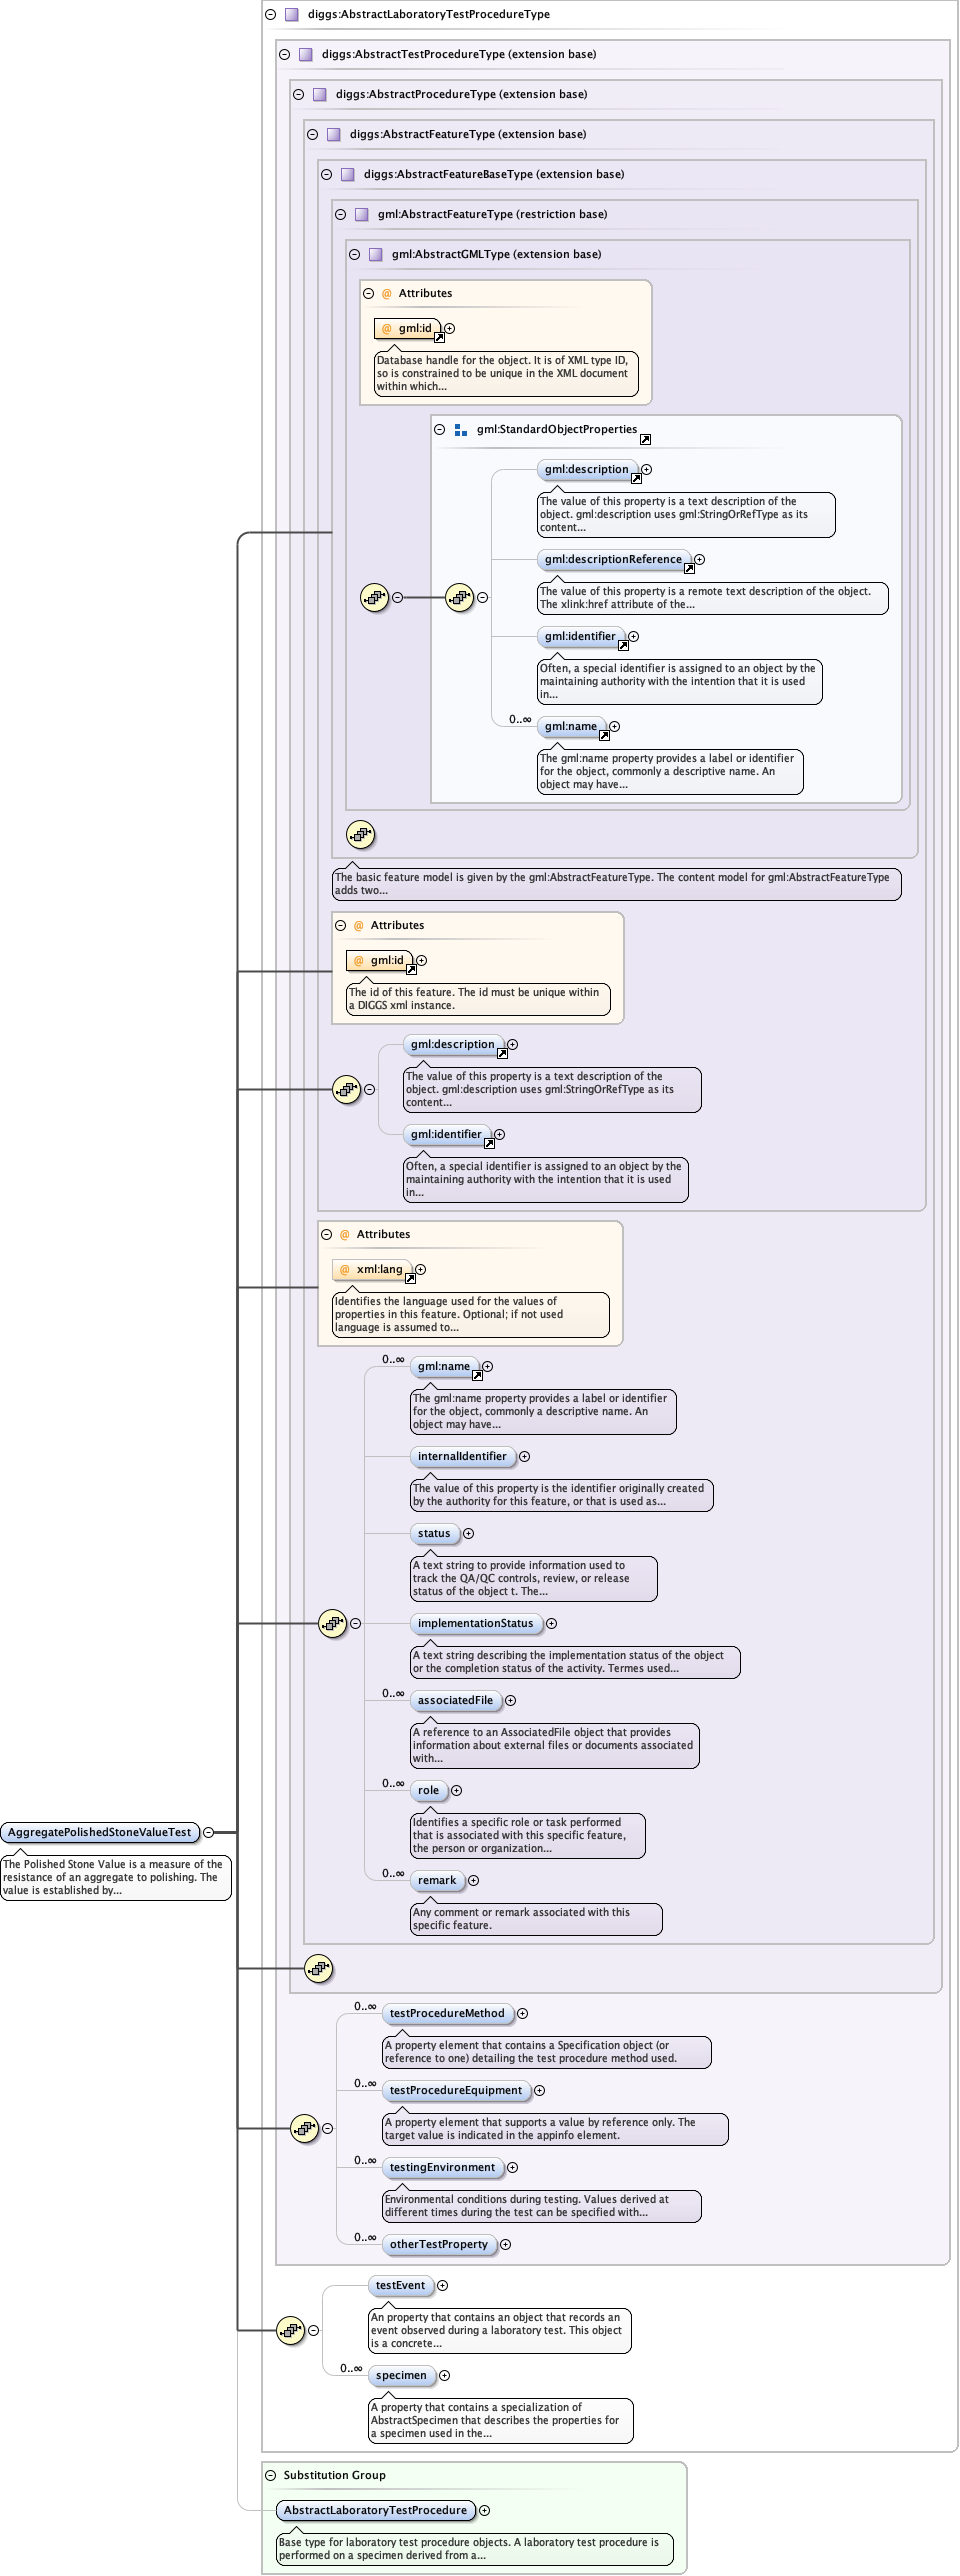 diggs:AbstractLaboratoryTestProcedureType
diggs:AbstractTestProcedureType (extension base)
diggs:AbstractProcedureType (extension base)
diggs:AbstractFeatureType (extension base)
diggs:AbstractFeatureBaseType (extension base)
gml:AbstractFeatureType (restriction base)
gml:AbstractGMLType (extension base)
@ Attributes
@ gml:id
Database handle for the object. It is of XML type ID,
so is constrained to be unique in the XML document
within which...
gml:StandardObjectProperties
gml:description
The value of this property is a text description of the
object. gml:description uses gml:StringOrRefType as its
content...
gml:descriptionReference
The value of this property is a remote text description of the object.
The xlink:href attribute of the...
gml:identifier
Often, a special identifier is assigned to an object by the
maintaining authority with the intention that it is used
in...
0..∞
gml:name
The gml:name property provides a label or identifier
for the object, commonly a descriptive name. An
object may have...
The basic feature model is given by the gml:AbstractFeatureType. The content model for gml:AbstractFeatureType
adds two...
@ Attributes
@ gml:id
The id of this feature. The id must be unique within
a DIGGS xml instance.
gml:description
The value of this property is a text description of the
object. gml:description uses gml:StringOrRefType as its
content...
gml:identifier
Often, a special identifier is assigned to an object by the
maintaining authority with the intention that it is used
in...
@ Attributes
@ xml:lang
Identifies the language used for the values of
properties in this feature. Optional; if not used
language is assumed to...
0..∞
gml:name
The gml:name property provides a label or identifier
for the object, commonly a descriptive name. An
object may have...
internalIdentifier
The value of this property is the identifier originally created
by the authority for this feature, or that is used as...
status
A text string to provide information used to
track the QA/QC controls, review, or release
status of the object t. The...
implementationStatus
A text string describing the implementation status of the object
or the completion status of the activity. Termes used...
0..∞
associatedFile
A reference to an AssociatedFile object that provides
information about external files or documents associated
with...
0..∞
role
Identifies a specific role or task performed
that is associated with this specific feature,
the person or organization...
AggregatePolishedStoneValueTest
The Polished Stone Value is a measure of the
resistance of an aggregate to polishing. The
value is established by...
0..∞
remark
Any comment or remark associated with this
specific feature.
0..∞
testProcedureMethod
A property element that contains a Specification object (or
reference to one) detailing the test procedure method used.
0..∞
testProcedureEquipment
A property element that supports a value by reference only. The
target value is indicated in the appinfo element.
0..∞
testingEnvironment
Environmental conditions during testing. Values derived at
different times during the test can be specified with...
0..∞
otherTestProperty
testEvent
An property that contains an object that records an
event observed during a laboratory test. This object
is a concrete...
0..∞
specimen
A property that contains a specialization of
AbstractSpecimen that describes the properties for
a specimen used in the...
Substitution Group
AbstractLaboratoryTestProcedure
Base type for laboratory test procedure objects. A laboratory test procedure is
performed on a specimen derived from a...